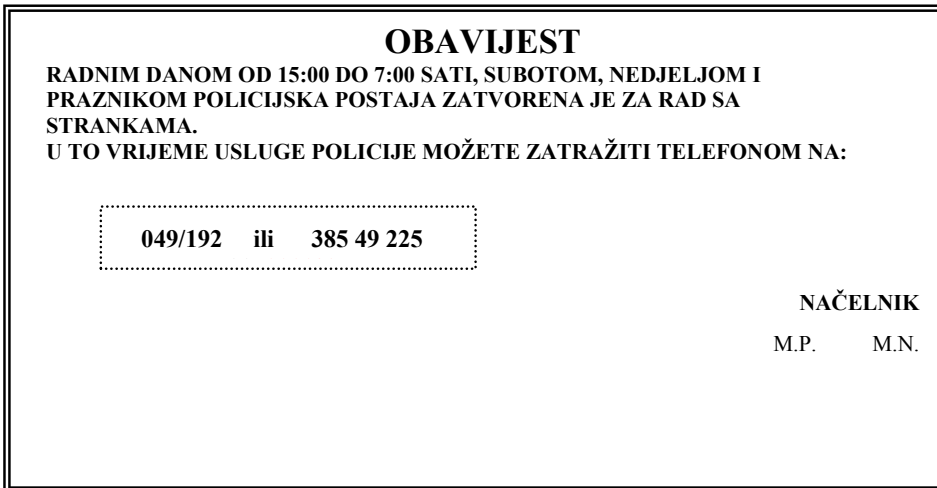 OBAVIJEST
RADNIM DANOM OD 15:00 DO 7:00 SATI, SUBOTOM, NEDJELJOM I
PRAZNIKOM POLICIJSKA POSTAJA ZATVORENA JE ZA RAD SA
STRANKAMA.
U TO VRIJEME USLUGE POLICIJE MOŽETE ZATRAŽITI TELEFONOM NA:
049/192 ili 385 49 225
NAČELNIK
M.P. M.N.